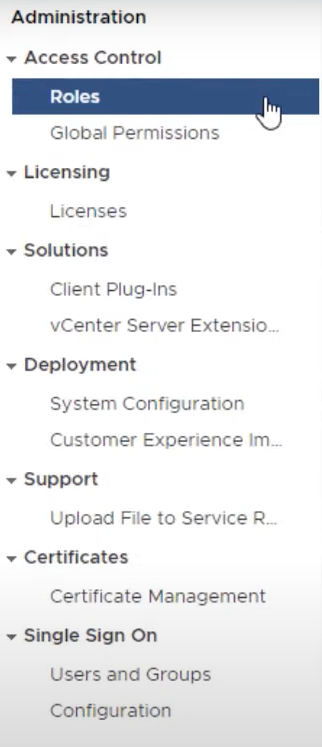 Administration
Access Control
Roles
Global Permissions
Licensing
Licenses
Solutions
Client Plug-Ins
vCenter Server Extensio...
Deployment
System Configuration
Customer Experience Im...
Support
Upload File to Service R...
Certificates
Certificate Management
Single Sign On
Users and Groups
Configuration